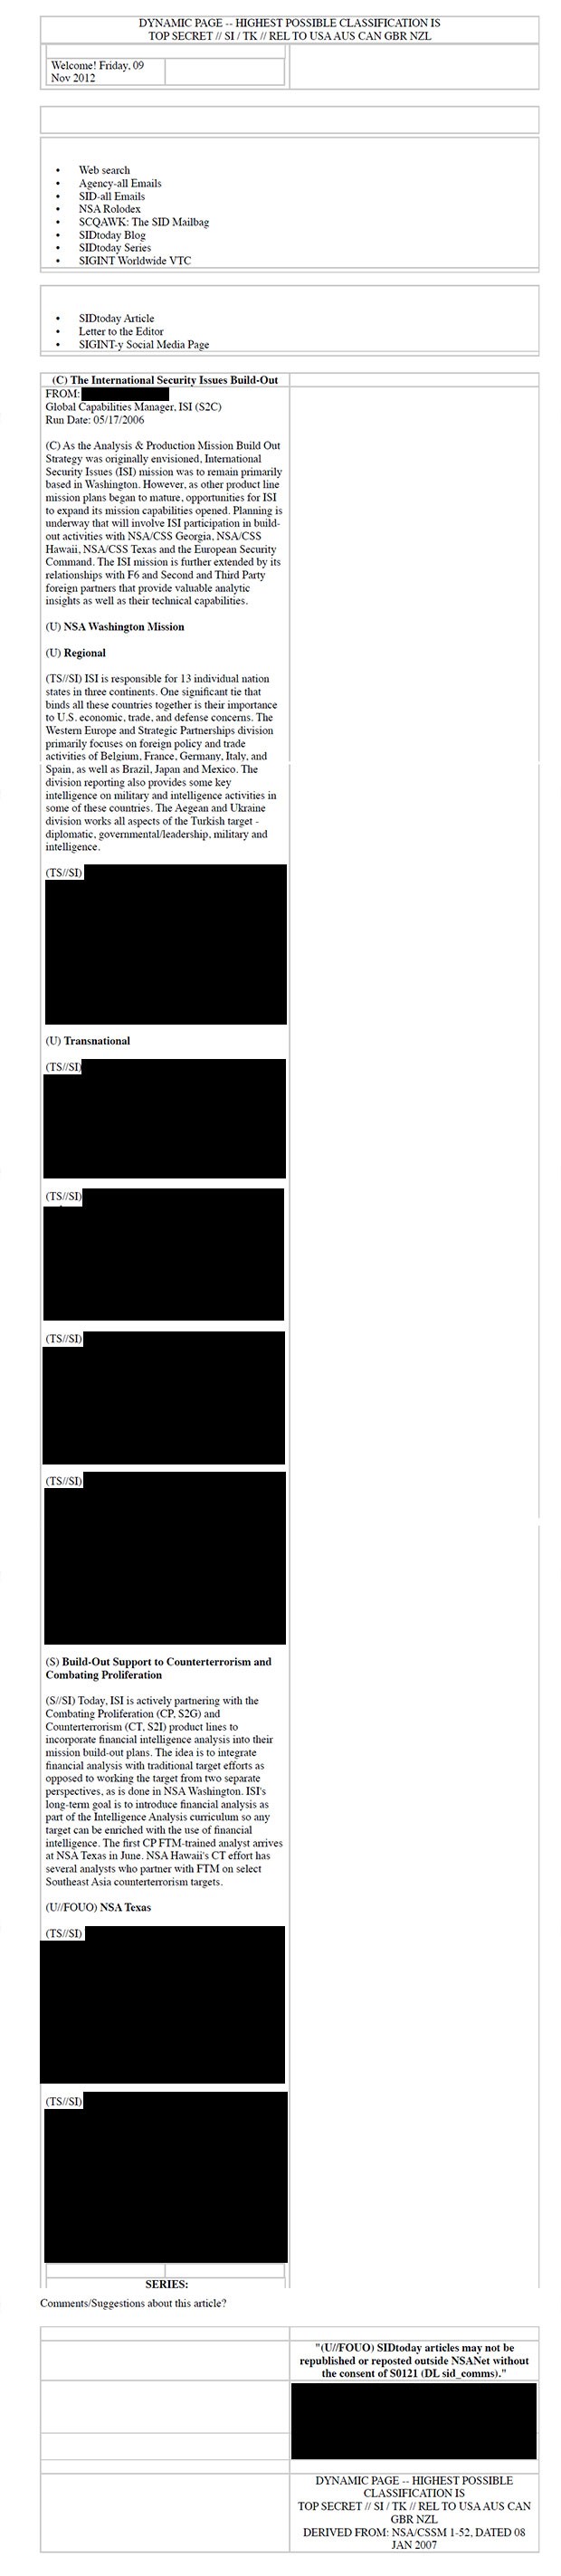 DYNAMIC PAGE -- HIGHEST POSSIBLE CLASSIFICATION IS
TOP SECRET // SI / TK // REL TO USA AUS CAN GBR NZL
Welcome! Friday, 09
Nov 2012
• Web search
• Agency-all Emails
• SID-all Emails
• NSA Rolodex
• SCQAWK: The SID Mailbag
• SIDtoday Blog
• SIDtoday Series
• SIGINT Worldwide VTC
• SIDtoday Article
• Letter to the Editor
• SIGINT-y Social Media Page
(C) The International Security Issues Build-Out
FROM:
Global Capabilities Manager, ISI (S2C)
Run Date: 05/17/2006
(C) As the Analysis & Production Mission Build Out
Strategy was originally envisioned, International
Security Issues (ISI) mission was to remain primarily
based in Washington. However, as other product line
mission plans began to mature, opportunities for ISI
to expand its mission capabilities opened. Planning is
underway that will involve ISI participation in build-
out activities with NSA/CSS Georgia, NSA/CSS
Hawaii, NSA/CSS Texas and the European Security
Command. The ISI mission is further extended by its
relationships with F6 and Second and Third Party
foreign partners that provide valuable analytic
insights as well as their technical capabilities.
(U) NSA Washington Mission
(U) Regional
(TS//SI) ISI is responsible for 13 individual nation
states in three continents. One significant tie that
binds all these countries together is their importance
to U.S. economic, trade, and defense concerns. The
Western Europe and Strategic Partnerships division
primarily focuses on foreign policy and trade
activities of Belgium, France, Germany, Italy, and
Spain, as well as Brazil, Japan and Mexico. The
division reporting also provides some key
intelligence on military and intelligence activities in
some of these countries. The Aegean and Ukraine
division works all aspects of the Turkish target -
diplomatic, governmental/leadership, military and
intelligence.
(TS//SI)
(U) Transnational
(TS//SI)
(TS//SI)
(TS//SI)
(TS//SI)
(S) Build-Out Support to Counterterrorism and
Combating Proliferation
(S//SI) Today, ISI is actively partnering with the
Combating Proliferation (CP, S2G) and
Counterterrorism (CT, S2I) product lines to
incorporate financial intelligence analysis into their
mission build-out plans. The idea is to integrate
financial analysis with traditional target efforts as
opposed to working the target from two separate
perspectives, as is done in NSA Washington. ISI's
long-term goal is to introduce financial analysis as
part of the Intelligence Analysis curriculum so any
target can be enriched with the use of financial
intelligence. The first CP FTM-trained analyst arrives
at NSA Texas in June. NSA Hawaii's CT effort has
several analysts who partner with FTM on select
Southeast Asia counterterrorism targets.
(U//FOUO) NSA Texas
(TS//SI)
(TS//SI)
SERIES:
Comments/Suggestions about this article?
"(U//FOUO) SIDtoday articles may not be
republished or reposted outside NSANet without
the consent of S0121 (DL sid_comms)."
DYNAMIC PAGE -- HIGHEST POSSIBLE
CLASSIFICATION IS
TOP SECRET // SI / TK // REL TO USA AUS CAN
GBR NZL
DERIVED FROM: NSA/CSSM 1-52, DATED 08
JAN 2007